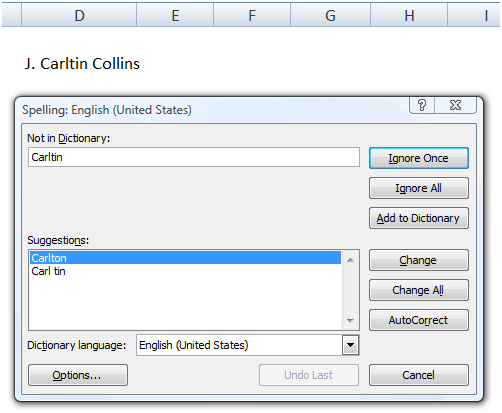 D E F G H I
J. Carltin Collins
Spelling: English (United States)
Not in Dictionary:
Carltin
Ignore Once
Ignore All
Add to Dictionary
Suggestions:
Carlton
Carl tin
Change
Change All
AutoCorrect
Dictionary language: English (United States)
Options... Undo Last Cancel